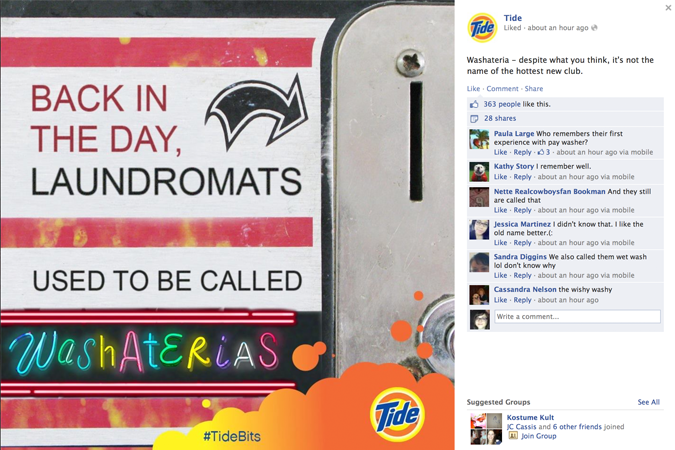 BACK IN
THE DAY,
LAUNDROMATS
USED TO BE CALLED
WashAtERiAS
#TideBits
Tide
Tide
Tide
Liked · about an hour ago
Washateria – despite what you think, it's not the
name of the hottest new club.
Like · Comment · Share
363 people like this.
28 shares
Paula Large Who remembers their first
experience with pay washer?
Like · Reply · 3 · about an hour ago via mobile
Kathy Story I remember well.
Like · Reply · about an hour ago via mobile
Nette Realcowboysfan Bookman And they still
are called that
Like · Reply · about an hour ago via mobile
Jessica Martinez I didn't know that. I like the
old name better.(:
Like · Reply · about an hour ago via mobile
Sandra Diggins We also called them wet wash
lol don't know why
Like · Reply · about an hour ago via mobile
Cassandra Nelson the wishy washy
Like · Reply · about an hour ago
Write a comment...
Suggested Groups See All
Kostume Kult
JC Cassis and 6 other friends joined
Join Group